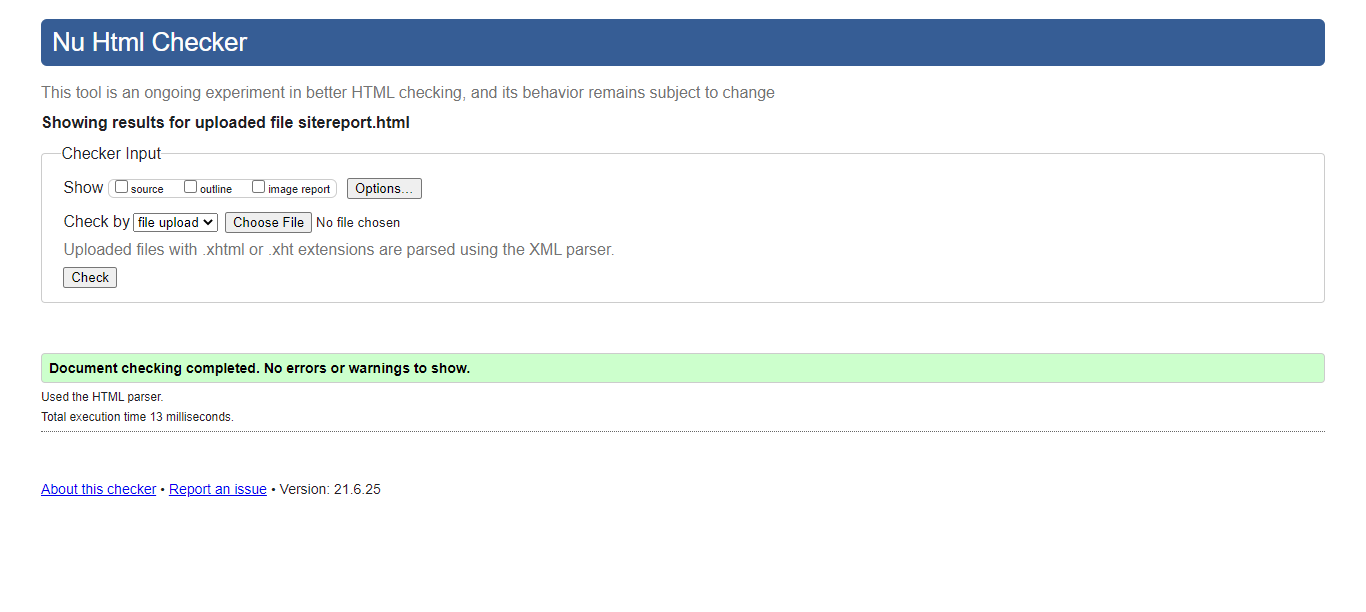 Nu Html Checker
This tool is an ongoing experiment in better HTML checking, and its behavior remains subject to change
Showing results for uploaded file sitereport.html
Checker Input
Show source outline image report Options...
Check by file upload Choose File No file chosen
Uploaded files with .xhtml or .xht extensions are parsed using the XML parser.
Check
Document checking completed. No errors or warnings to show.
Used the HTML parser.
Total execution time 13 milliseconds.
About this checker • Report an issue • Version: 21.6.25